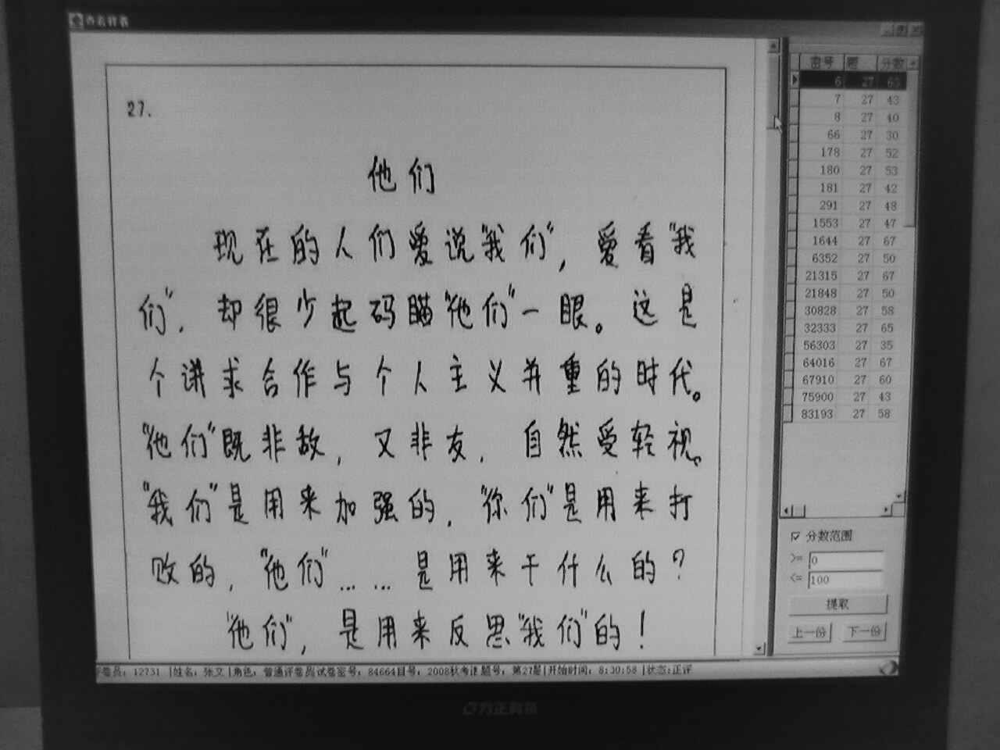 查看样卷
27.
他们
现在的人们爱说"我们"，爱看"我
们"，却很少起码瞄"他们"一眼。这是
个讲求合作与个人主义并重的时代。
"他们"既非敌，又非友，自然受轻视。
"我们"是用来加强的，"你们"是用来打
败的，"他们"……是用来干什么的？
"他们"，是用来反思"我们"的！
密号 题 分数
6 27 63
7 27 43
8 27 40
66 27 30
178 27 52
180 27 53
181 27 42
291 27 48
1553 27 47
1644 27 67
6352 27 50
21315 27 67
21848 27 50
30828 27 58
32333 27 65
56303 27 35
64016 27 67
67910 27 60
75900 27 43
83193 27 58
分数范围
>= 0
<= 100
提取
上一份 下一份
评卷员：12731 |姓名：张文 |角色：普通评卷员|试卷密号：84664|目号：2008秋考|题号：第27题|开始时间：8:30:58 |状态：正评
方正科技